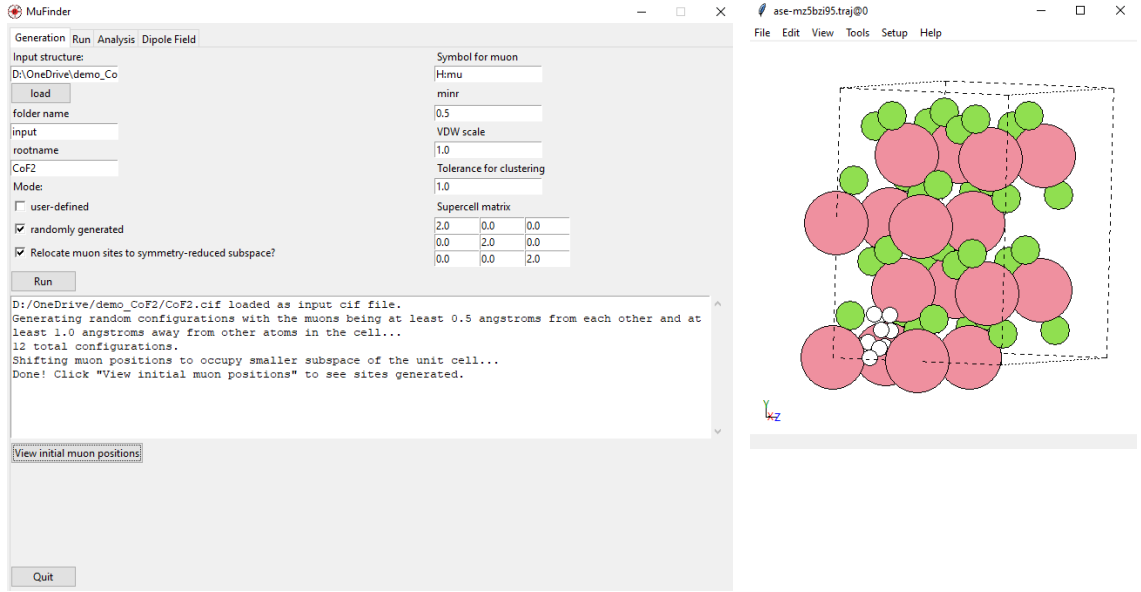 MuFinder
Generation Run Analysis Dipole Field
Input structure:
D:\OneDrive\demo_Co
load
folder name
input
rootname
CoF2
Mode:
user-defined
randomly generated
Relocate muon sites to symmetry-reduced subspace?
Run
Symbol for muon
H:mu
minr
0.5
VDW scale
1.0
Tolerance for clustering
1.0
Supercell matrix
2.0 0.0 0.0
0.0 2.0 0.0
0.0 0.0 2.0
D:/OneDrive/demo_CoF2/CoF2.cif loaded as input cif file.
Generating random configurations with the muons being at least 0.5 angstroms from each other and at
least 1.0 angstroms away from other atoms in the cell...
12 total configurations.
Shifting muon positions to occupy smaller subspace of the unit cell...
Done! Click "View initial muon positions" to see sites generated.
View initial muon positions
Quit
ase-mz5bzi95.traj@0
File Edit View Tools Setup Help
Y
X Z